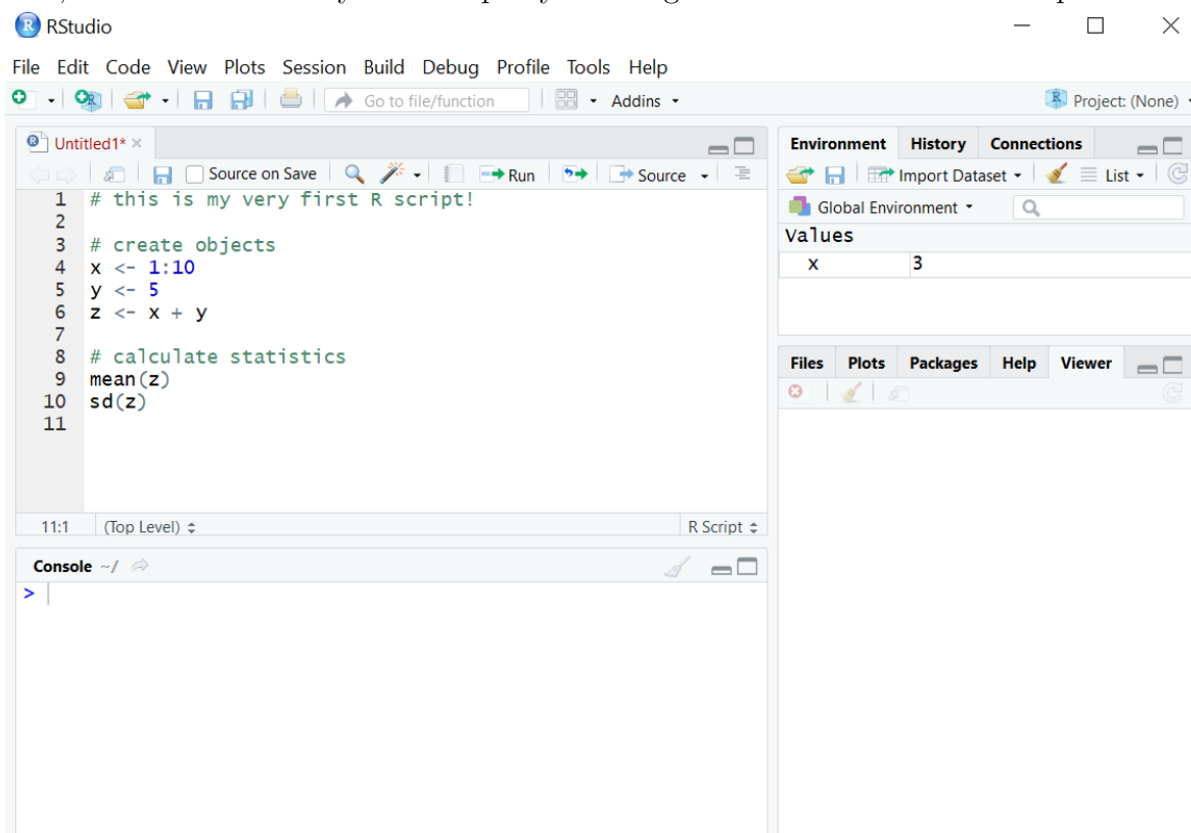 RStudio
File Edit Code View Plots Session Build Debug Profile Tools Help
Go to file/function Addins Project: (None)
Untitled1*
Source on Save Run Source
1 # this is my very first R script!
2
3 # create objects
4 x <- 1:10
5 y <- 5
6 z <- x + y
7
8 # calculate statistics
9 mean(z)
10 sd(z)
11
11:1 (Top Level) R Script
Console ~/
>
Environment History Connections
Import Dataset List
Global Environment
Values
x 3
Files Plots Packages Help Viewer